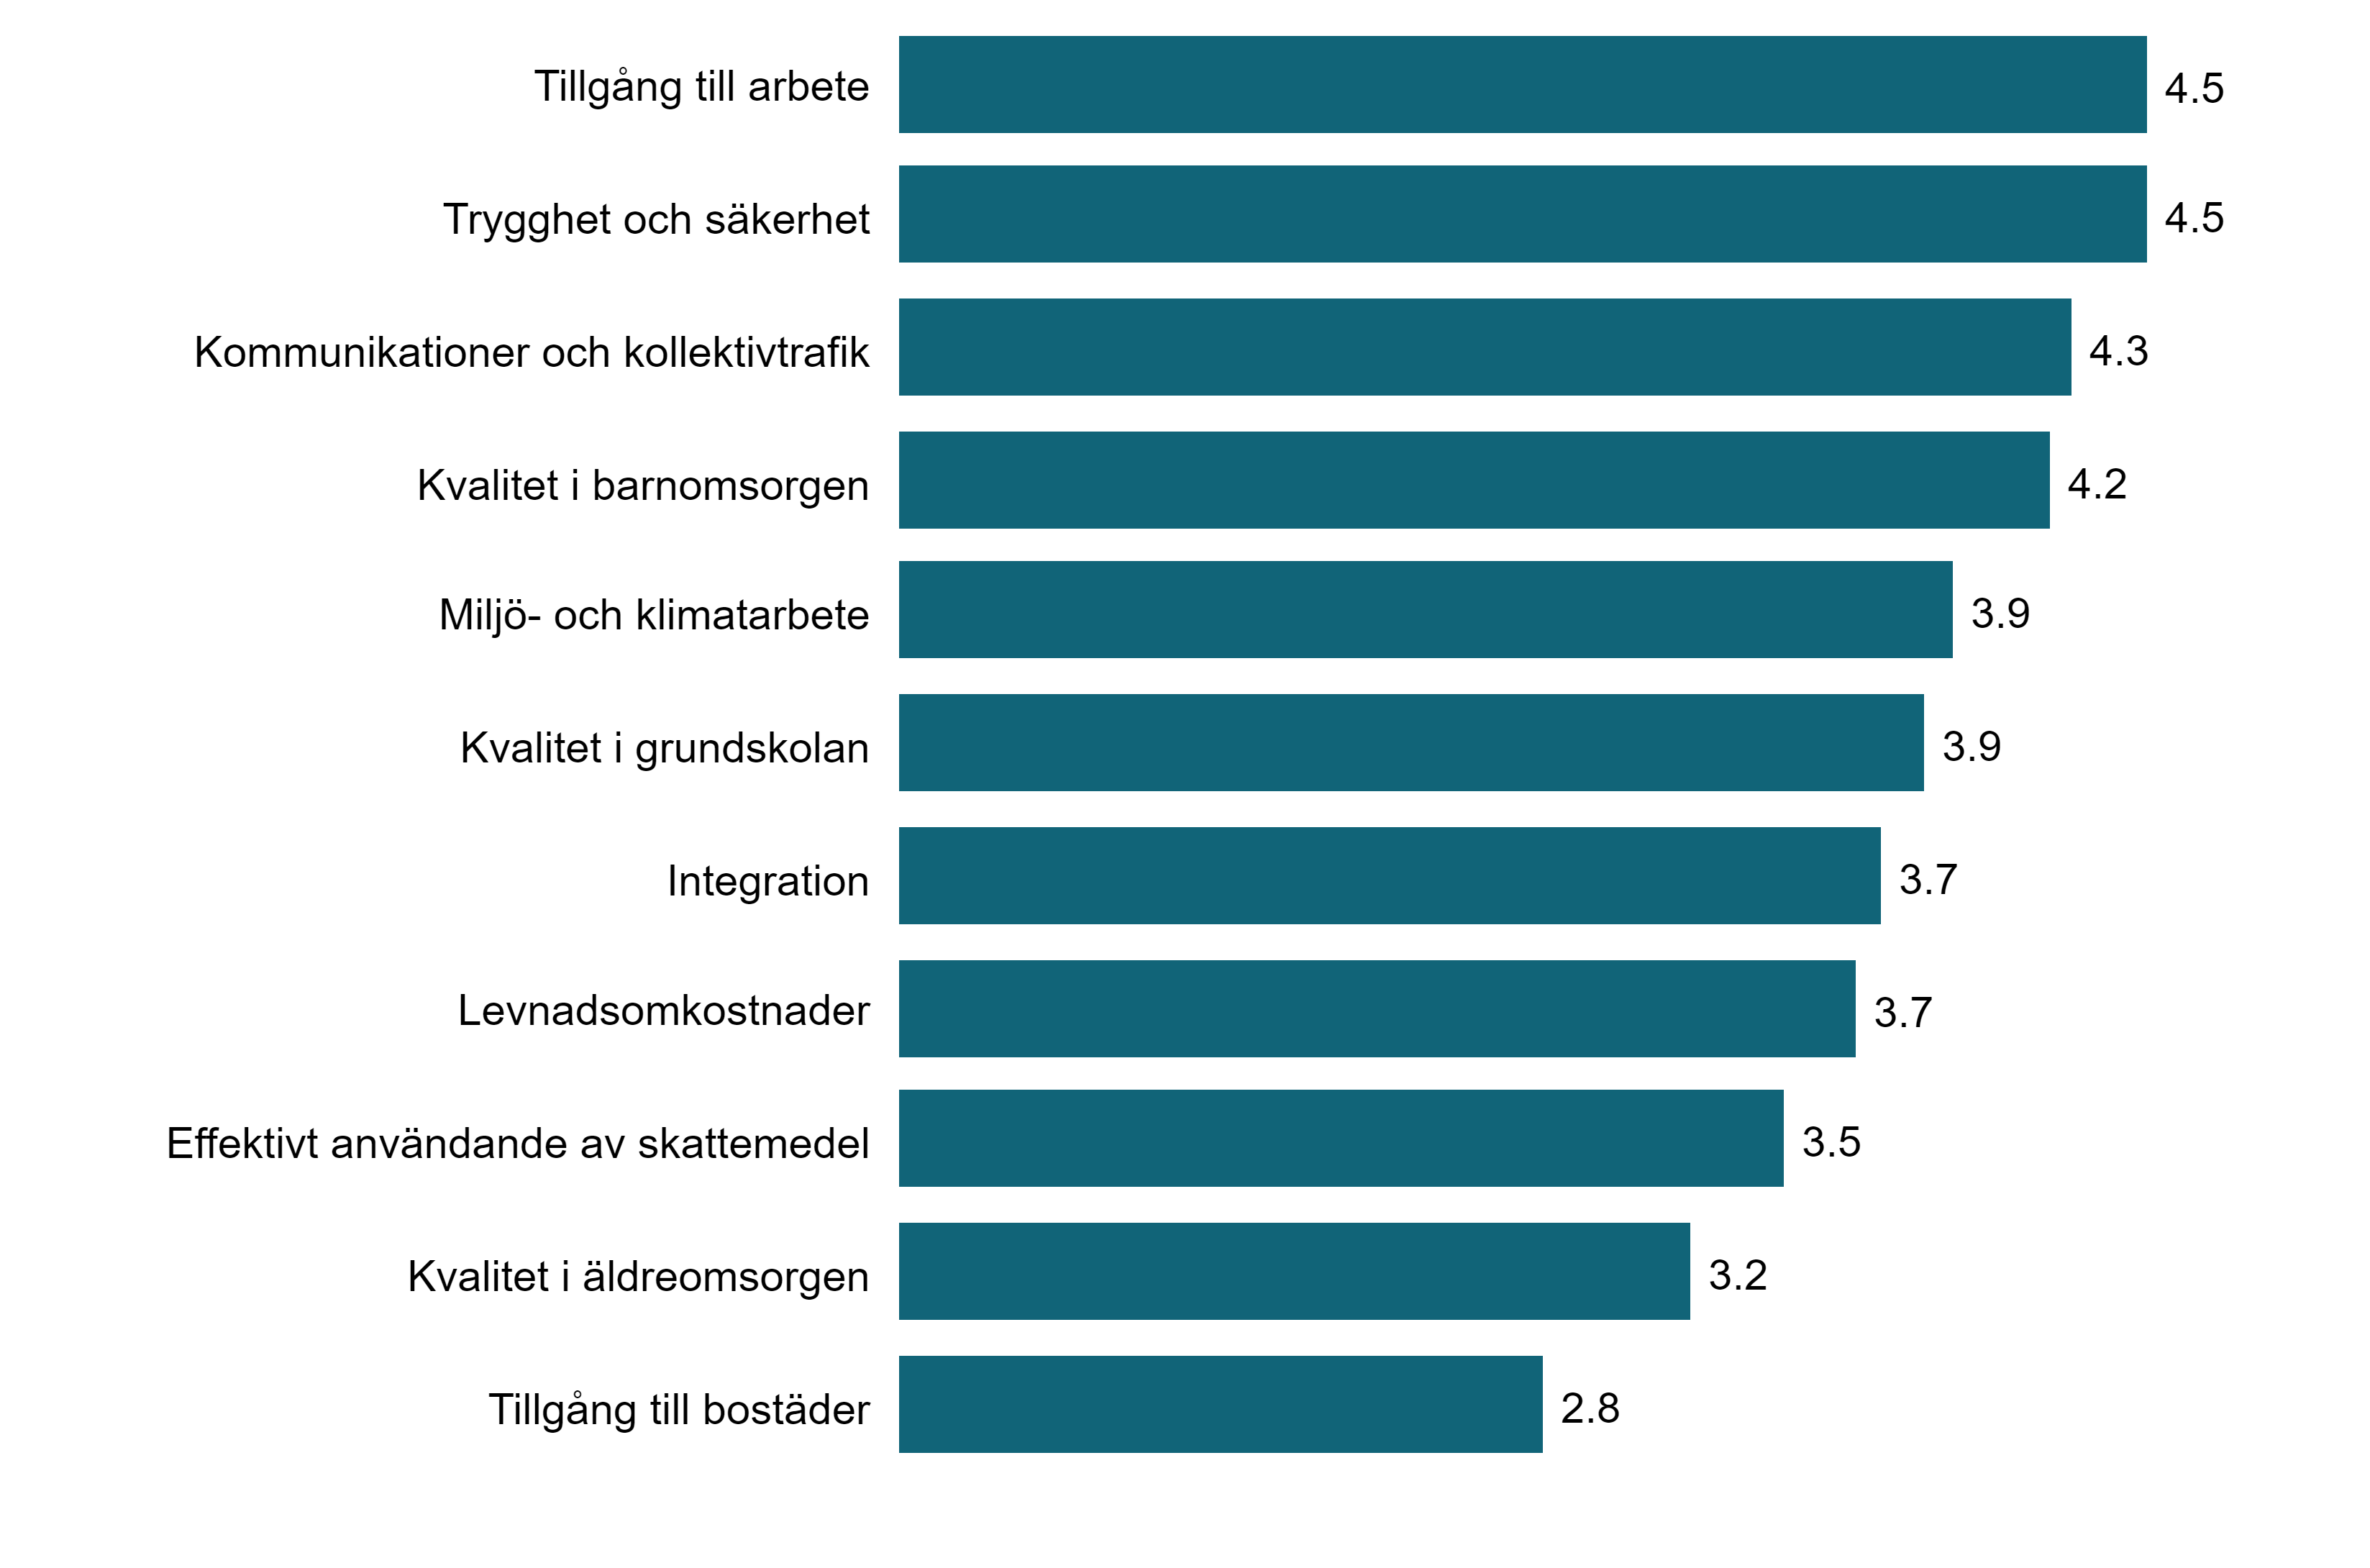 Tillgång till arbete 4.5
Trygghet och säkerhet 4.5
Kommunikationer och kollektivtrafik 4.3
Kvalitet i barnomsorgen 4.2
Miljö- och klimatarbete 3.9
Kvalitet i grundskolan 3.9
Integration 3.7
Levnadsomkostnader 3.7
Effektivt användande av skattemedel 3.5
Kvalitet i äldreomsorgen 3.2
Tillgång till bostäder 2.8